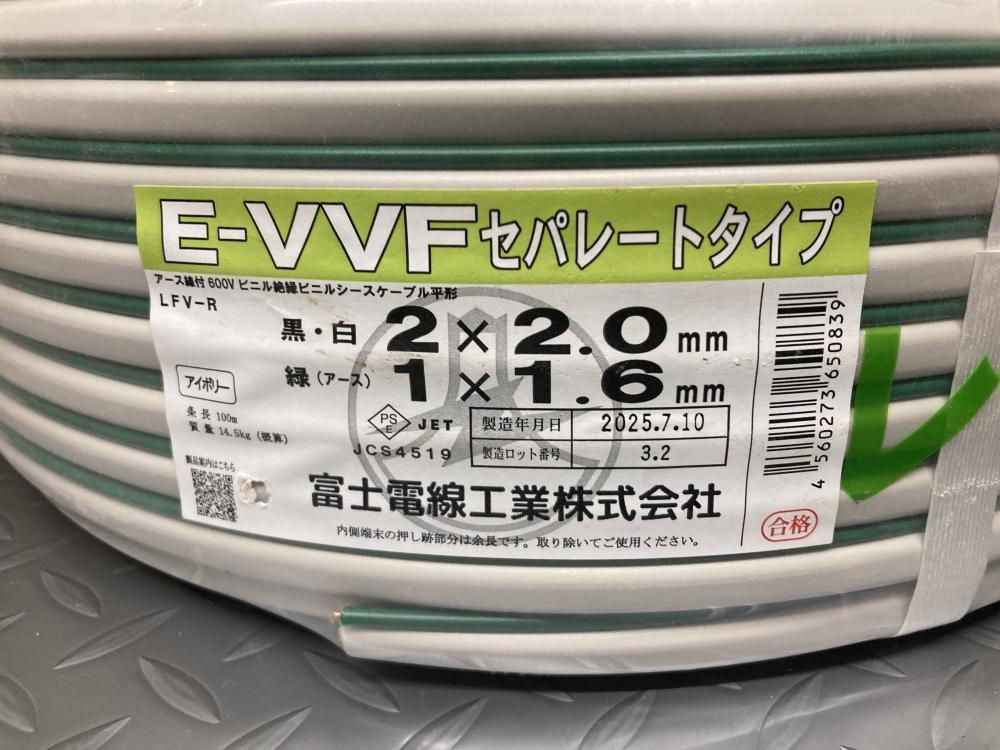 E-VVF セパレートタイプ
アース線付 600V ビニル絶縁ビニルシースケーブル平形
LFV-R
黒・白 2×2.0mm
緑(アース) 1×1.6mm
アイボリー
条長 100m
質量 14.5kg (概算)
製品案内はこちら
PS
E
JET
JCS4519
製造年月日 2025.7.10
製造ロット番号 3.2
富士電線工業株式会社
内側端末の押し跡部分は余長です。取り除いてご使用ください。
4 560273 650839
合格